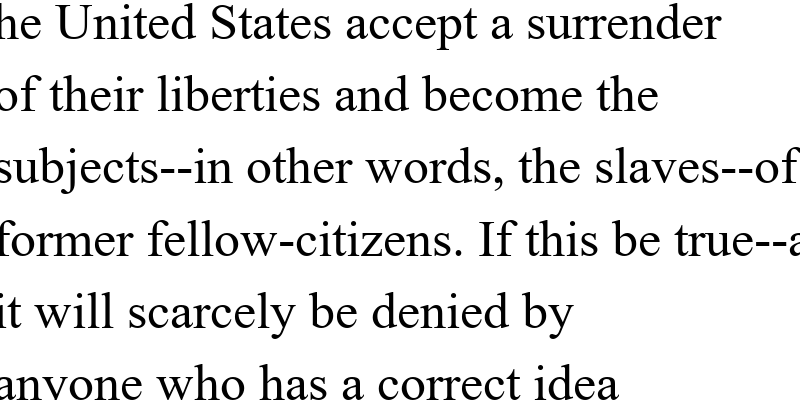 he United States accept a surrender
of their liberties and become the
subjects--in other words, the slaves--of
former fellow-citizens. If this be true--a
it will scarcely be denied by
anyone who has a correct idea